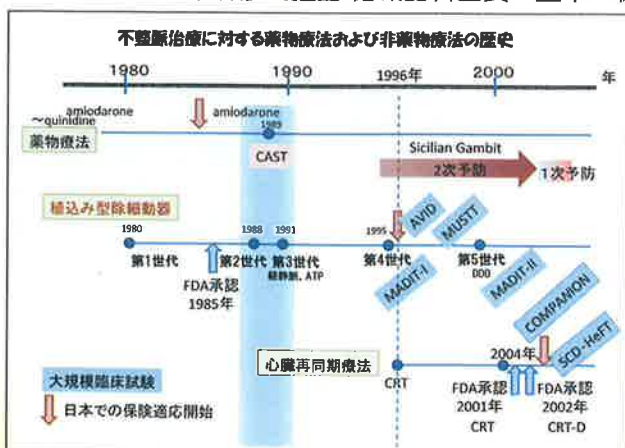 不整脈治療に対する薬物療法および非薬物療法の歴史
1980 1990 1996年 2000 年
amiodarone amiodarone
～quinidine
薬物療法
1989
CAST
Sicilian Gambit
2次予防
1次予防
植込み型除細動器
1980 1988 1991 1995
AVID
MUSTT
第1世代 第2世代 第3世代 第4世代 第5世代
経静脈、ATP
DDD
FDA承認
1985年
MADIT-I
MADIT-II
COMPANION
SCD-HeFT
心臓再同期療法
2004年
CRT
大規模臨床試験
日本での保険適応開始
FDA承認 FDA承認
2001年 2002年
CRT CRT-D